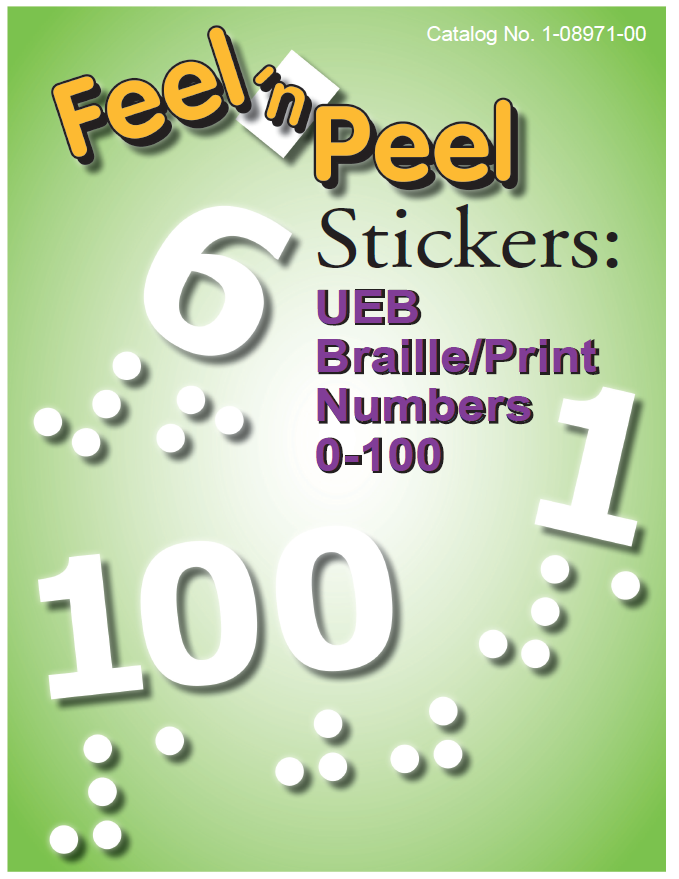 Catalog No. 1-08971-00
Feel 'n Peel
Stickers:
UEB
Braille/Print
Numbers
0-100
6
⠼⠋
1
⠼⠁
100
⠼⠁⠚⠚